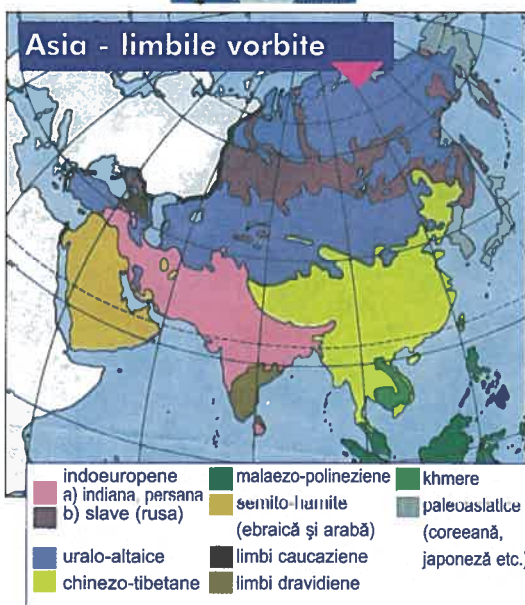 Asia - limbile vorbite
indoeuropene
a) indiana, persana
b) slave (rusa)
uralo-altaice
chinezo-tibetane
malaezo-polineziene
semito-hamite
(ebraică și arabă)
limbi caucaziene
limbi dravidiene
khmere
paleoasiatice
(coreeană,
japoneză etc.)